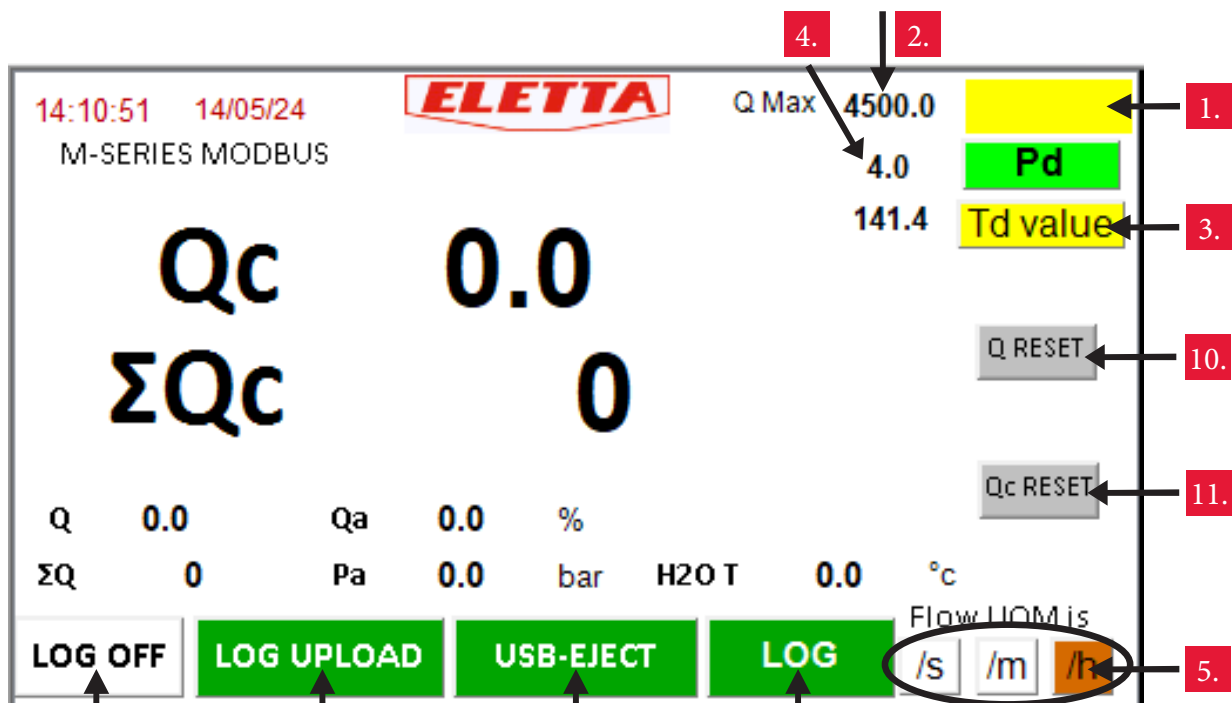 4. 2.
14:10:51 14/05/24 ELETTA Q Max 4500.0 1.
M-SERIES MODBUS 4.0 Pd
141.4 Td value 3.
Qc 0.0
Q RESET 10.
ΣQc 0
Qc RESET 11.
Q 0.0 Qa 0.0 %
ΣQ 0 Pa 0.0 bar H2O T 0.0 °c
Flow UOM is
LOG OFF LOG UPLOAD USB-EJECT LOG /s /m /h 5.